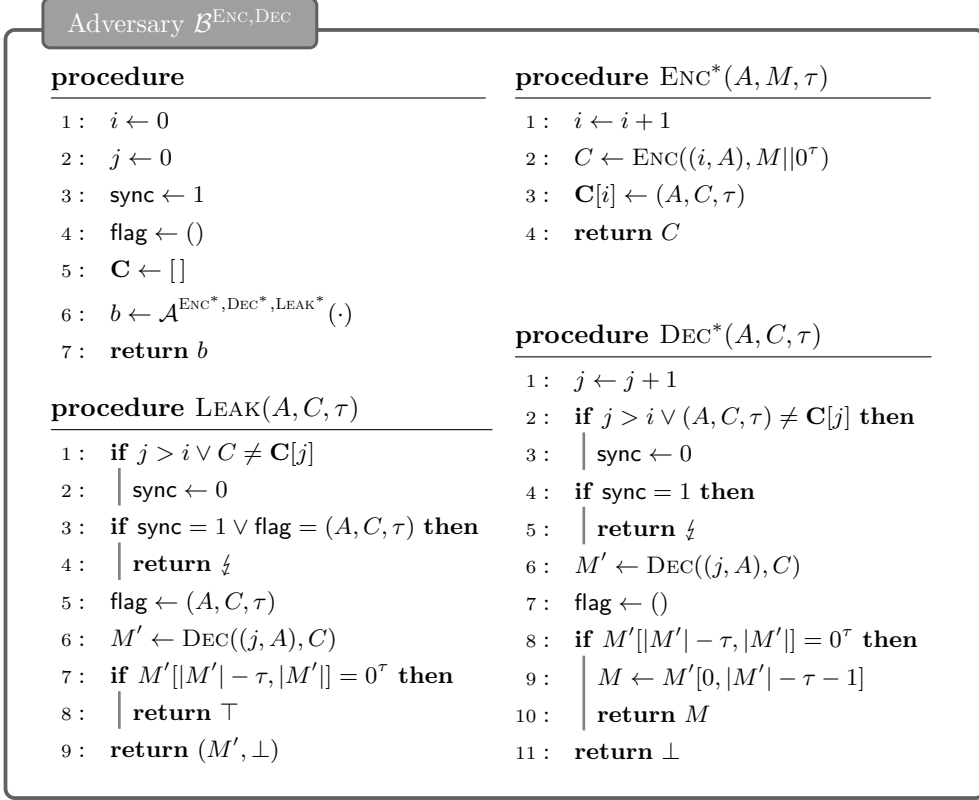 Adversary 𝓑^{ENC,DEC}
procedure
1 : i ← 0
2 : j ← 0
3 : sync ← 1
4 : flag ← ()
5 : C ← [ ]
6 : b ← 𝒜^{ENC*,DEC*,LEAK*}(·)
7 : return b
procedure LEAK(A, C, τ)
1 : if j > i ∨ C ≠ C[j]
2 : sync ← 0
3 : if sync = 1 ∨ flag = (A, C, τ) then
4 : return ↯
5 : flag ← (A, C, τ)
6 : M′ ← DEC((j, A), C)
7 : if M′[|M′| − τ, |M′|] = 0^τ then
8 : return ⊤
9 : return (M′, ⊥)
procedure ENC*(A, M, τ)
1 : i ← i + 1
2 : C ← ENC((i, A), M||0^τ)
3 : C[i] ← (A, C, τ)
4 : return C
procedure DEC*(A, C, τ)
1 : j ← j + 1
2 : if j > i ∨ (A, C, τ) ≠ C[j] then
3 : sync ← 0
4 : if sync = 1 then
5 : return ↯
6 : M′ ← DEC((j, A), C)
7 : flag ← ()
8 : if M′[|M′| − τ, |M′|] = 0^τ then
9 : M ← M′[0, |M′| − τ − 1]
10 : return M
11 : return ⊥